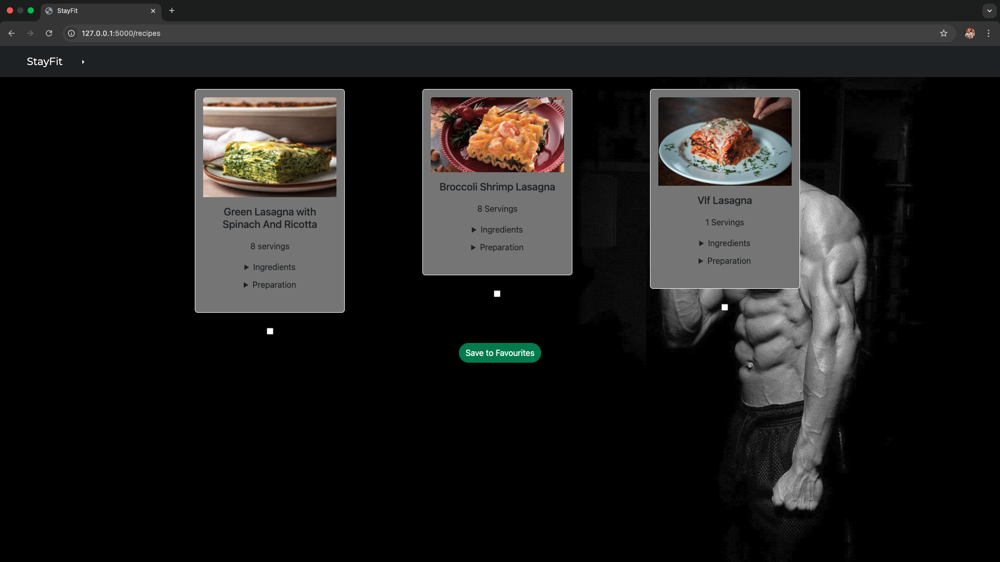 StayFit
127.0.0.1:5000/recipes
StayFit
Green Lasagna with
Spinach And Ricotta
8 servings
Ingredients
Preparation
Broccoli Shrimp Lasagna
8 Servings
Ingredients
Preparation
Vlf Lasagna
1 Servings
Ingredients
Preparation
Save to Favourites